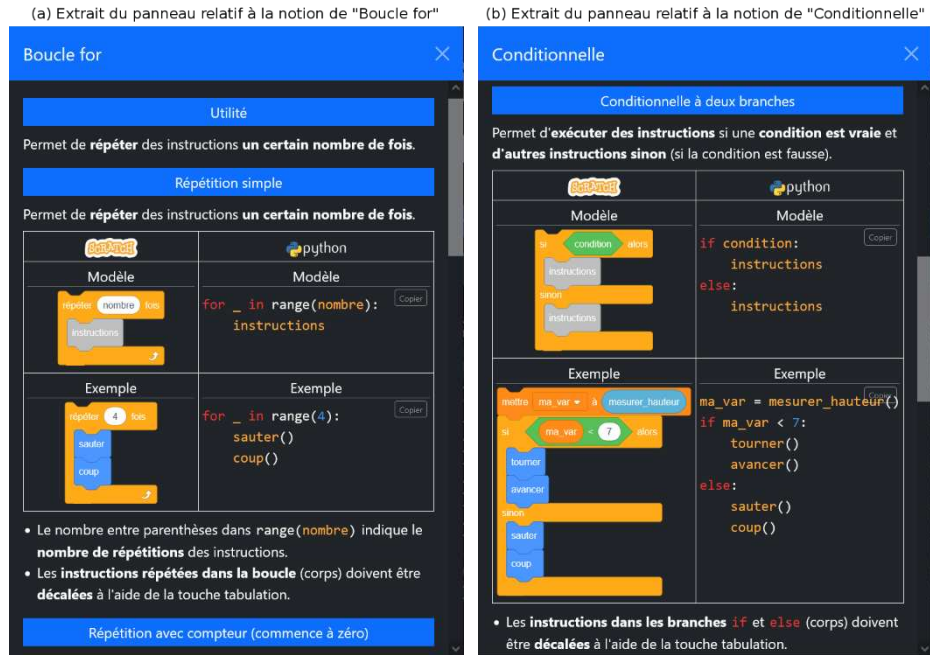 (a) Extrait du panneau relatif à la notion de "Boucle for"
Boucle for
Utilité
Permet de répéter des instructions un certain nombre de fois.
Répétition simple
Permet de répéter des instructions un certain nombre de fois.
SCRATCH
python
Modèle
répéter nombre fois
instructions
Modèle
Copier
for _ in range(nombre):
instructions
Exemple
répéter 4 fois
sauter
coup
Exemple
Copier
for _ in range(4):
sauter()
coup()
• Le nombre entre parenthèses dans range(nombre) indique le
nombre de répétitions des instructions.
• Les instructions répétées dans la boucle (corps) doivent être
décalées à l'aide de la touche tabulation.
Répétition avec compteur (commence à zéro)
(b) Extrait du panneau relatif à la notion de "Conditionnelle"
Conditionnelle
Conditionnelle à deux branches
Permet d'exécuter des instructions si une condition est vraie et
d'autres instructions sinon (si la condition est fausse).
SCRATCH
python
Modèle
si condition alors
instructions
sinon
instructions
Modèle
Copier
if condition:
instructions
else:
instructions
Exemple
mettre ma_var à mesurer_hauteur
si ma_var < 7 alors
tourner
avancer
sinon
sauter
coup
Exemple
Copier
ma_var = mesurer_hauteur()
if ma_var < 7:
tourner()
avancer()
else:
sauter()
coup()
• Les instructions dans les branches if et else (corps) doivent
être décalées à l'aide de la touche tabulation.